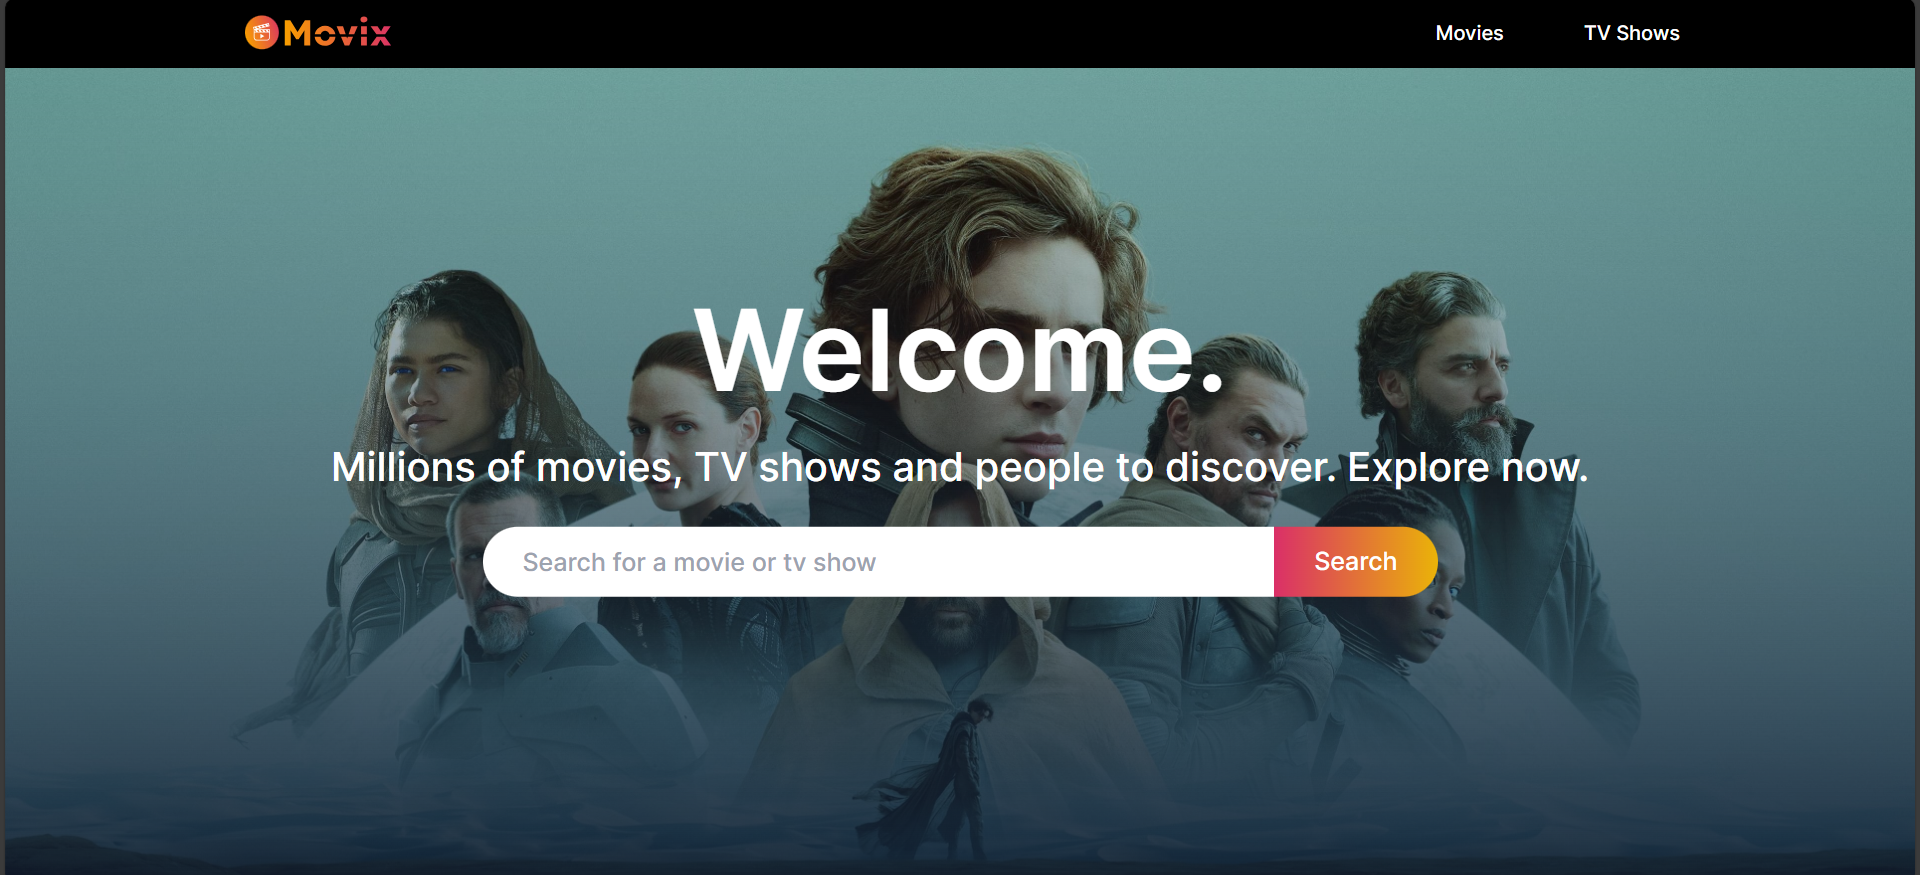 Movix
Movies
TV Shows
Welcome.
Millions of movies, TV shows and people to discover. Explore now.
Search for a movie or tv show
Search